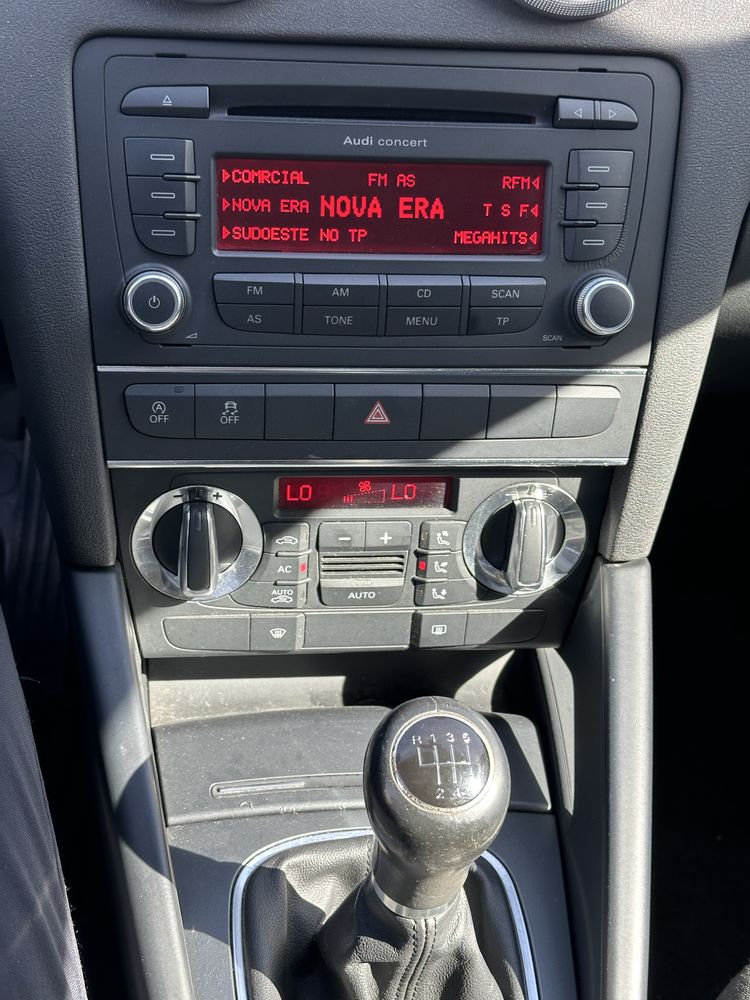 Audi concert
COMRCIAL FM AS RFM
NOVA ERA NOVA ERA T S F
SUDOESTE NO TP MEGAHITS
FM AM CD SCAN
AS TONE MENU TP
SCAN
A
OFF OFF
LO LO
- + - +
AC
AUTO AUTO
R 1 3 5
2 4